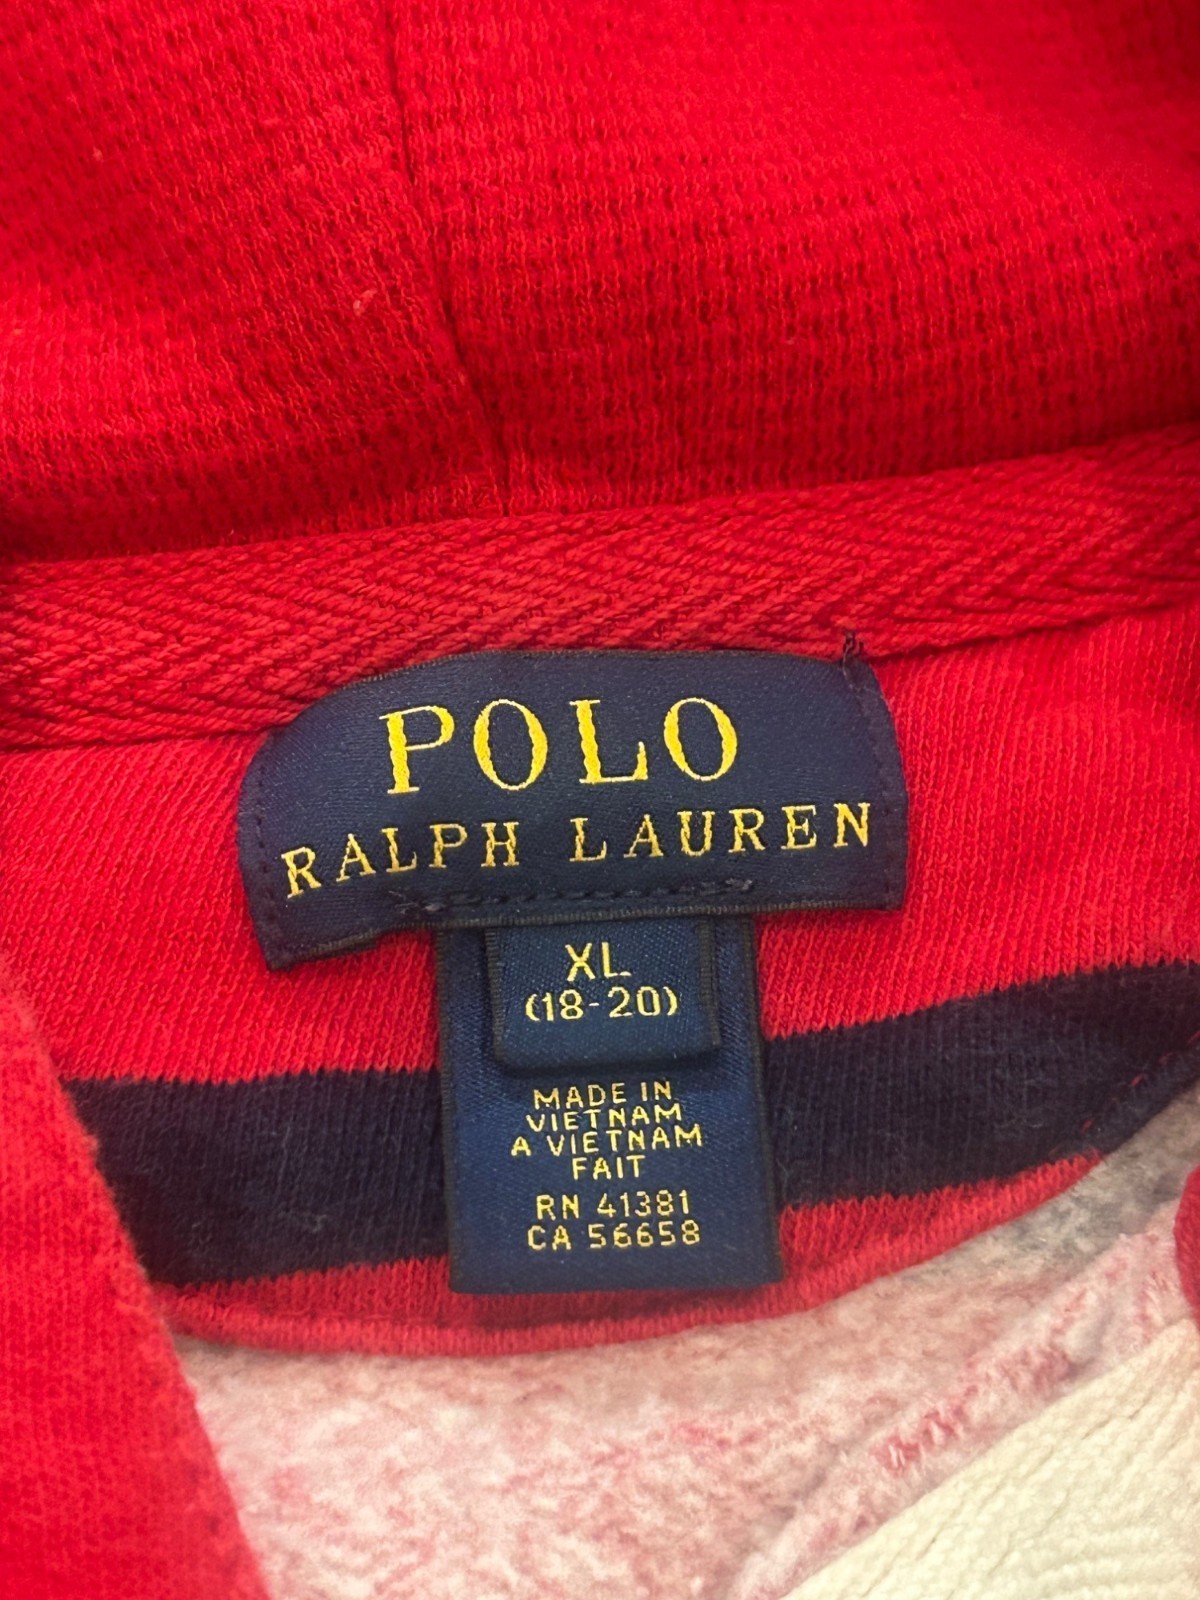 POLO
RALPH LAUREN
XL
(18-20)
MADE IN
VIETNAM
A VIETNAM
FAIT
RN 41381
CA 56658